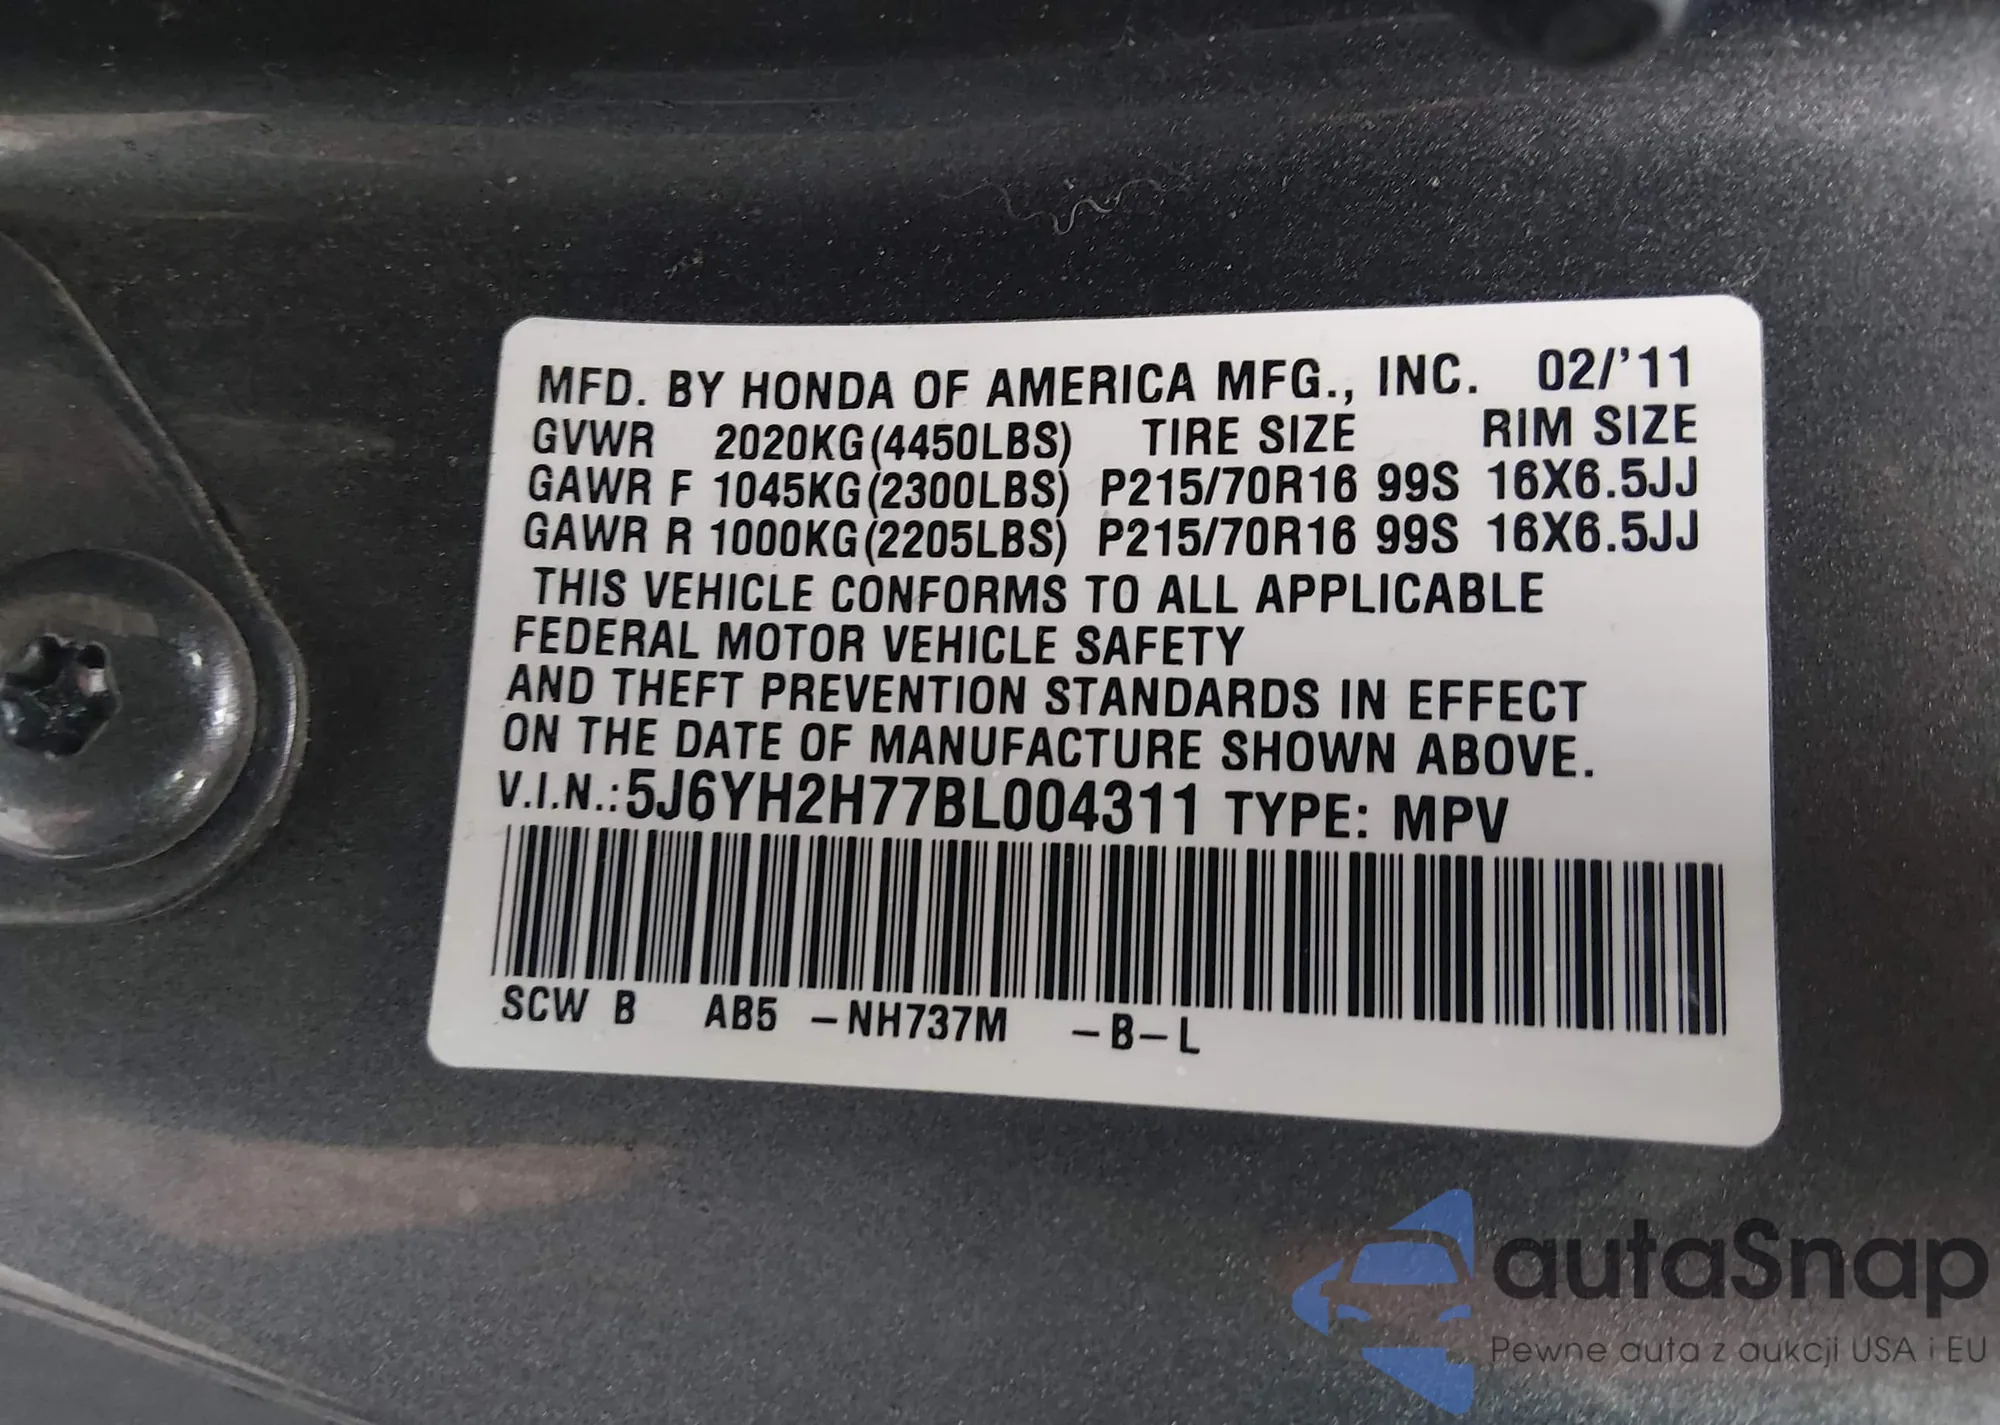 MFD. BY HONDA OF AMERICA MFG., INC. 02/'11
GVWR 2020KG(4450LBS) TIRE SIZE RIM SIZE
GAWR F 1045KG(2300LBS) P215/70R16 99S 16X6.5JJ
GAWR R 1000KG(2205LBS) P215/70R16 99S 16X6.5JJ
THIS VEHICLE CONFORMS TO ALL APPLICABLE
FEDERAL MOTOR VEHICLE SAFETY
AND THEFT PREVENTION STANDARDS IN EFFECT
ON THE DATE OF MANUFACTURE SHOWN ABOVE.
V.I.N.:5J6YH2H77BL004311 TYPE: MPV
SCW B AB5 -NH737M -B-L
autaSnap
Pewne auta z aukcji USA i EU